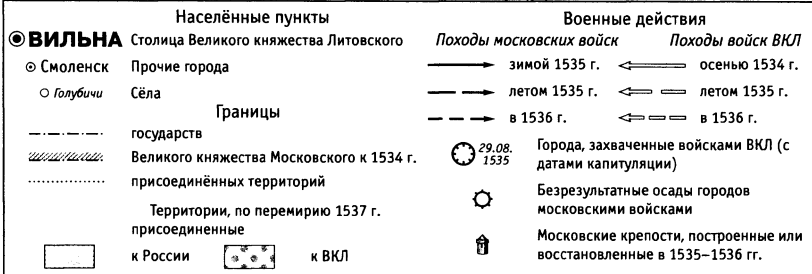 Населённые пункты
ВИЛЬНА Столица Великого княжества Литовского
Смоленск Прочие города
Голубичи Сёла
Границы
государств
Великого княжества Московского к 1534 г.
присоединённых территорий
Территории, по перемирию 1537 г.
присоединенные
к России к ВКЛ
Военные действия
Походы московских войск Походы войск ВКЛ
зимой 1535 г. осенью 1534 г.
летом 1535 г. летом 1535 г.
в 1536 г. в 1536 г.
29.08.
1535
Города, захваченные войсками ВКЛ (с
датами капитуляции)
Безрезультатные осады городов
московскими войсками
Московские крепости, построенные или
восстановленные в 1535–1536 гг.